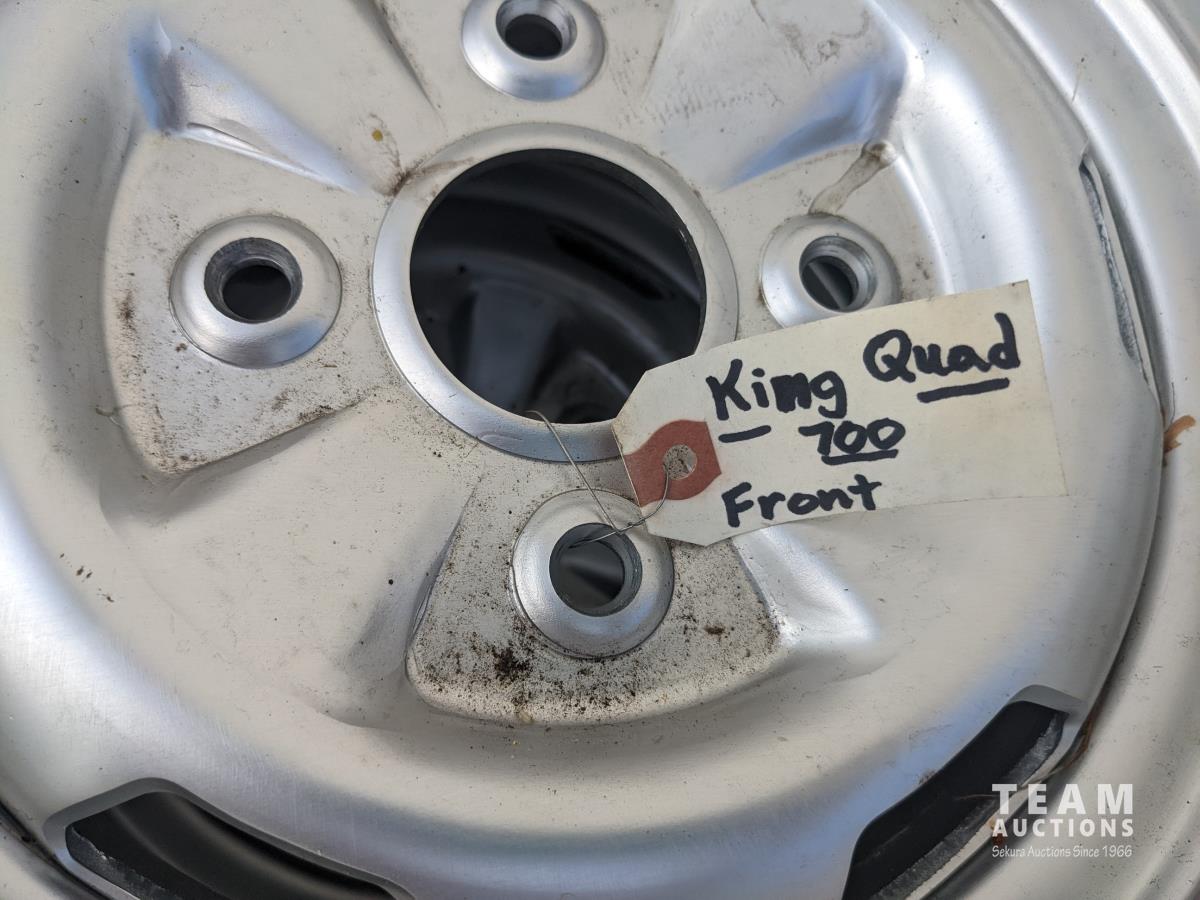 King Quad
700
Front
TEAM
AUCTIONS
Sekura Auctions Since 1966